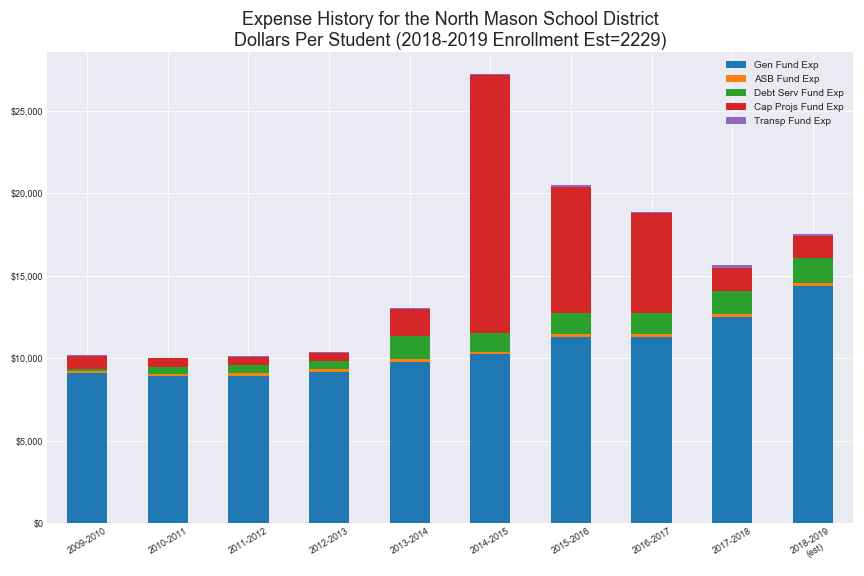 Expense History for the North Mason School District
Dollars Per Student (2018-2019 Enrollment Est=2229)
Gen Fund Exp
ASB Fund Exp
Debt Serv Fund Exp
Cap Projs Fund Exp
Transp Fund Exp
$25,000
$20,000
$15,000
$10,000
$5,000
$0
2009-2010
2010-2011
2011-2012
2012-2013
2013-2014
2014-2015
2015-2016
2016-2017
2017-2018
2018-2019
(est)